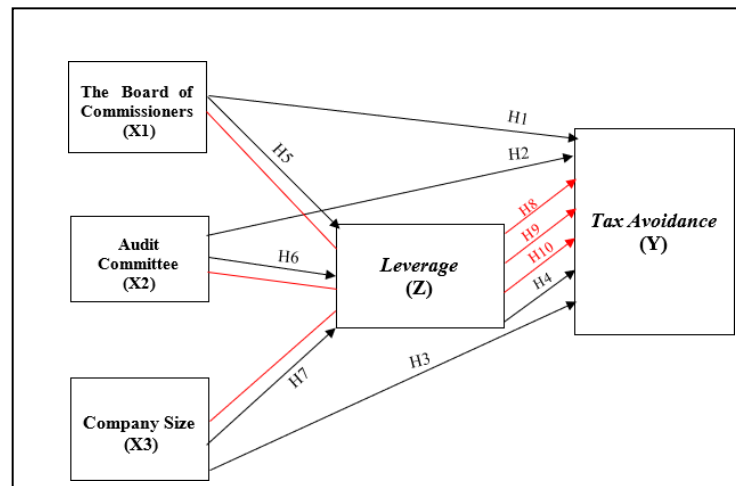 The Board of
Commissioners
(X1)
H1
H2
H5
H8
H9
H10
H4
Tax Avoidance
(Y)
Audit
Committee
(X2)
H6
Leverage
(Z)
H7
H3
Company Size
(X3)